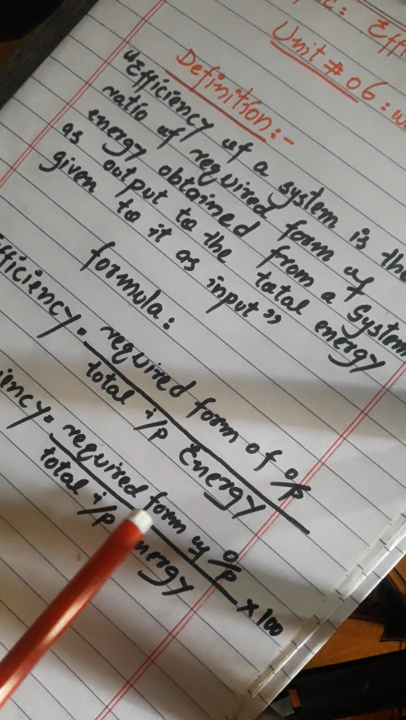 Unit # 06:
Definition:-
"Efficiency of a system is the
ratio of required form of
energy obtained from a system
as output to the total energy
given to it as input"
formula:
Efficiency = required form of o/p
total i/p Energy
required form of o/p × 100
total i/p energy